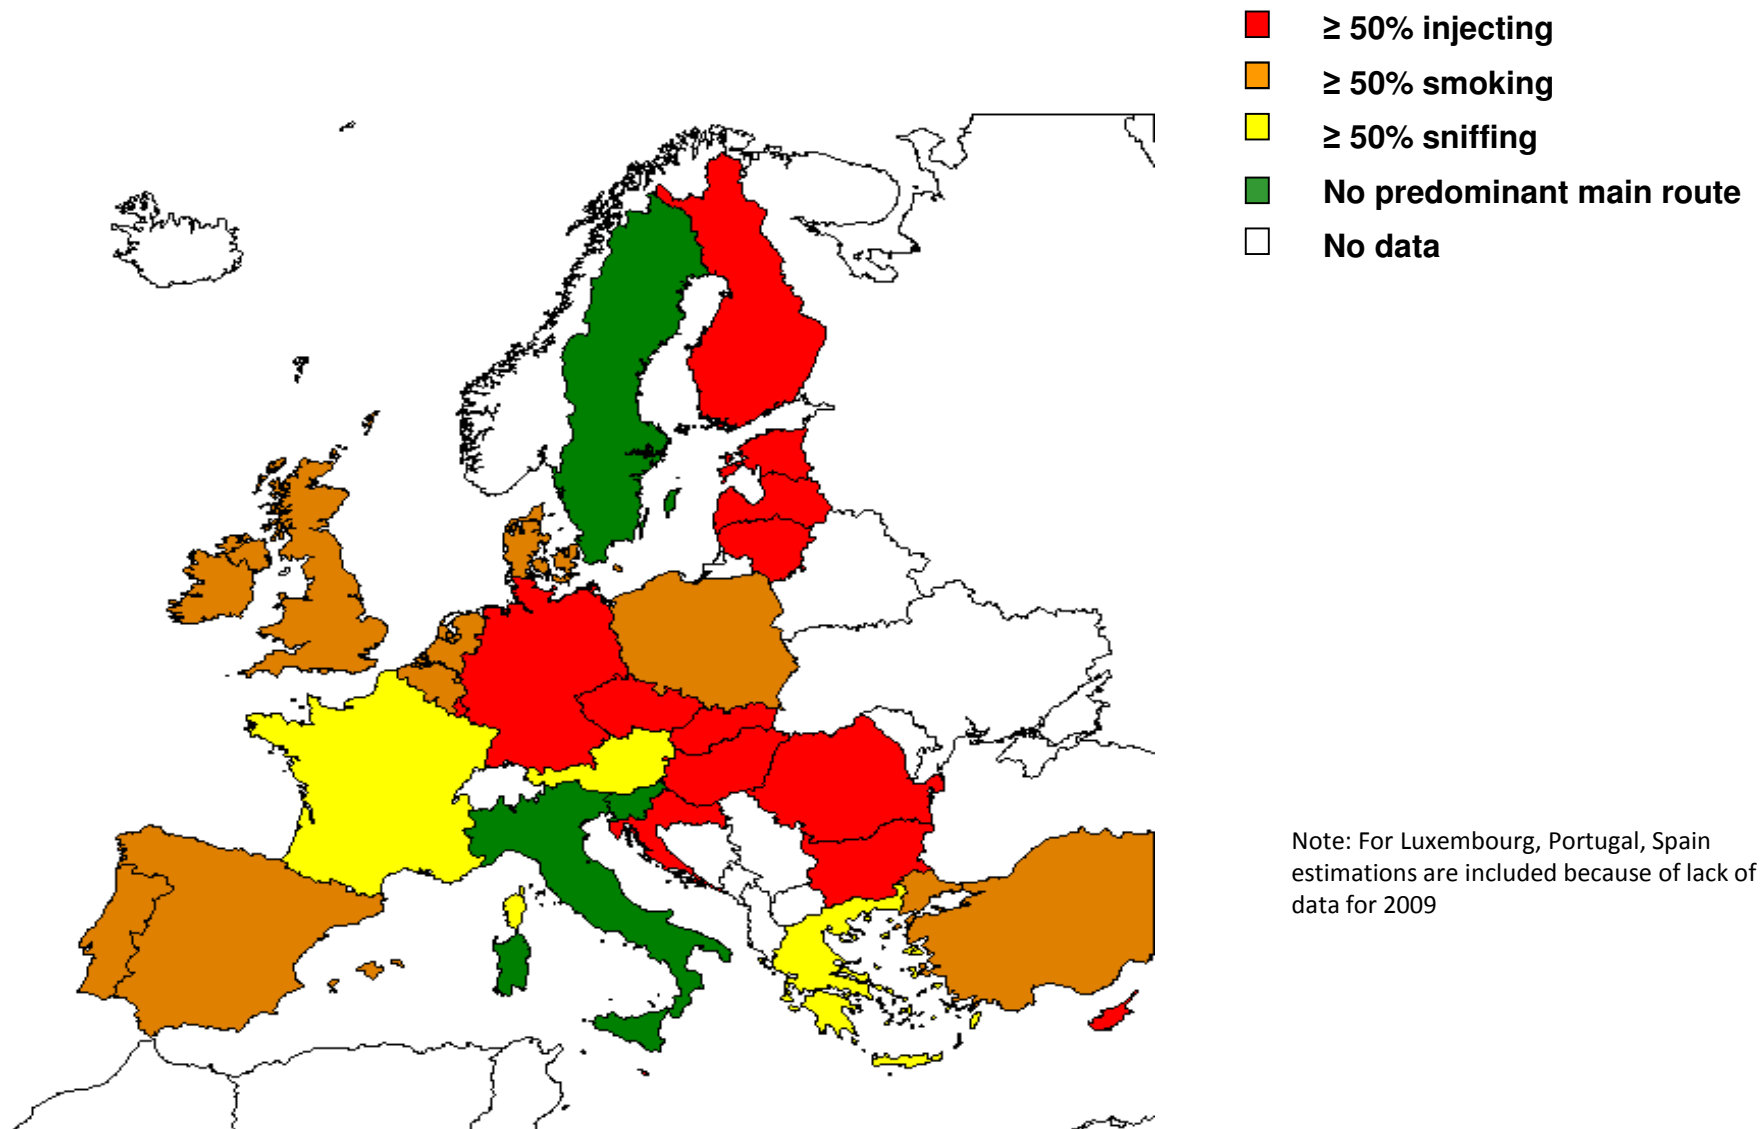 ≥ 50% injecting
≥ 50% smoking
≥ 50% sniffing
No predominant main route
No data
Note: For Luxembourg, Portugal, Spain
estimations are included because of lack of
data for 2009